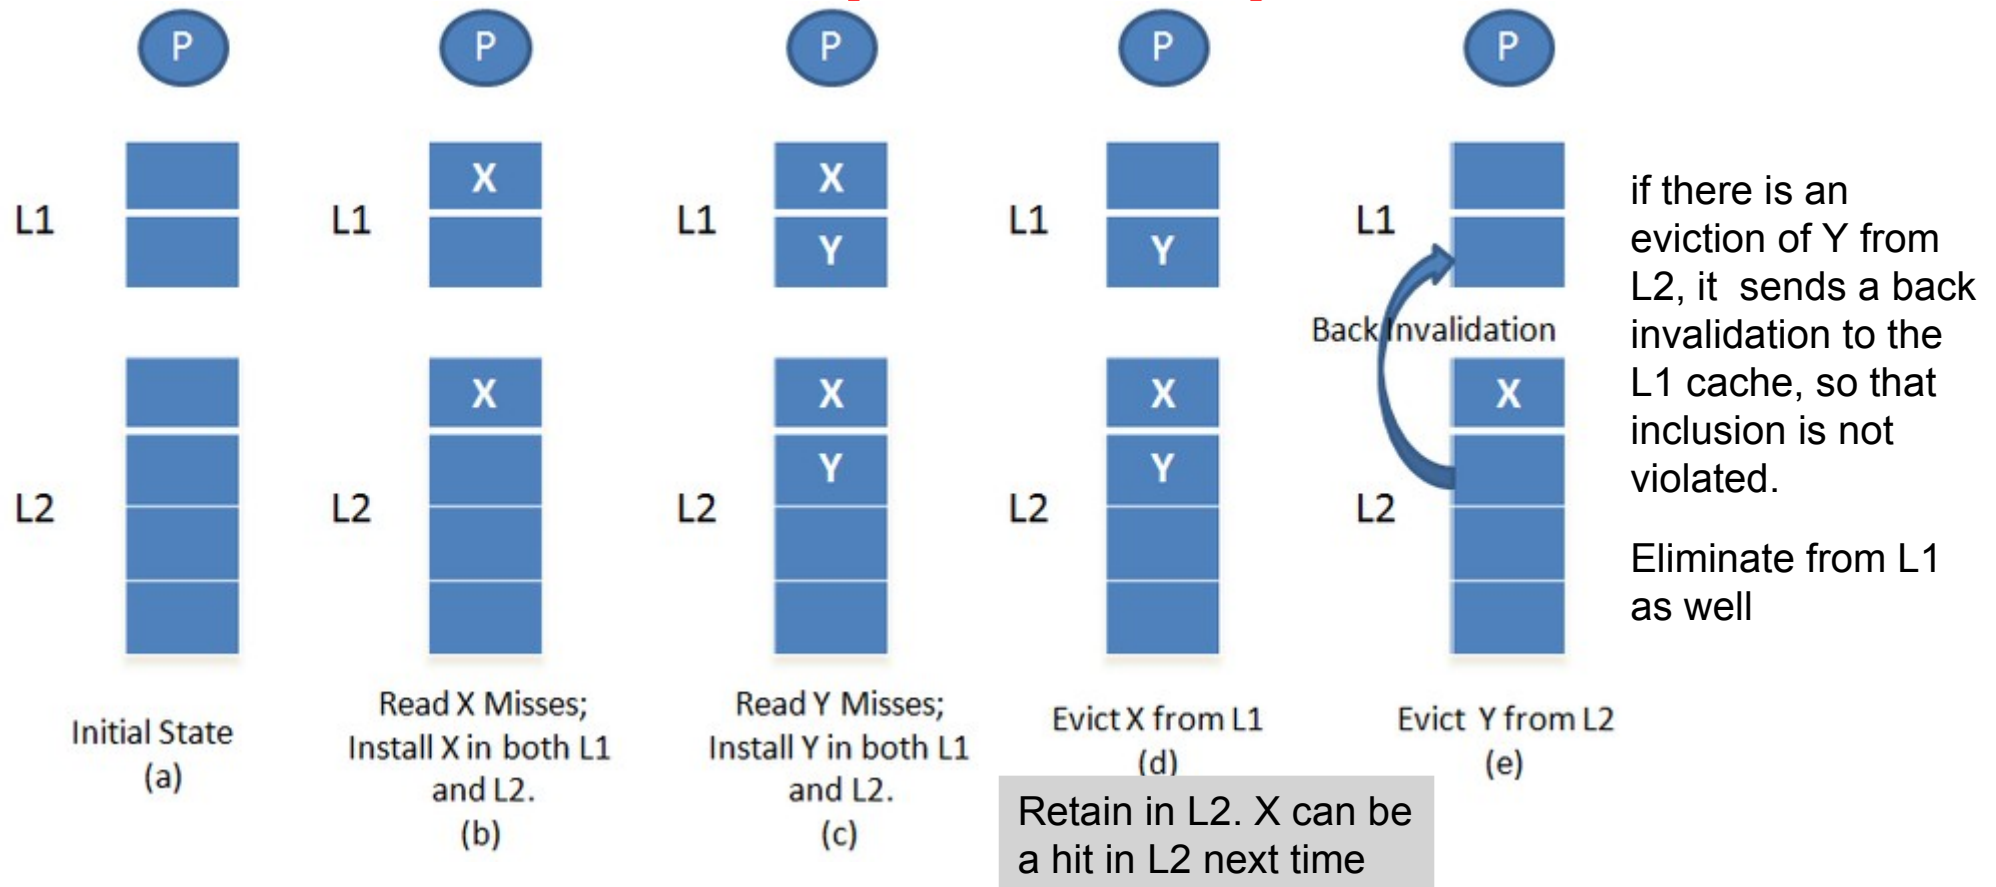 P
P
P
P
P
L1
L1
X
L1
X
Y
L1
Y
L1
Back Invalidation
L2
L2
X
L2
X
Y
L2
X
Y
L2
X
Initial State
(a)
Read X Misses;
Install X in both L1
and L2.
(b)
Read Y Misses;
Install Y in both L1
and L2.
(c)
Evict X from L1
(d)
Retain in L2. X can be
a hit in L2 next time
Evict Y from L2
(e)
if there is an
eviction of Y from
L2, it sends a back
invalidation to the
L1 cache, so that
inclusion is not
violated.
Eliminate from L1
as well